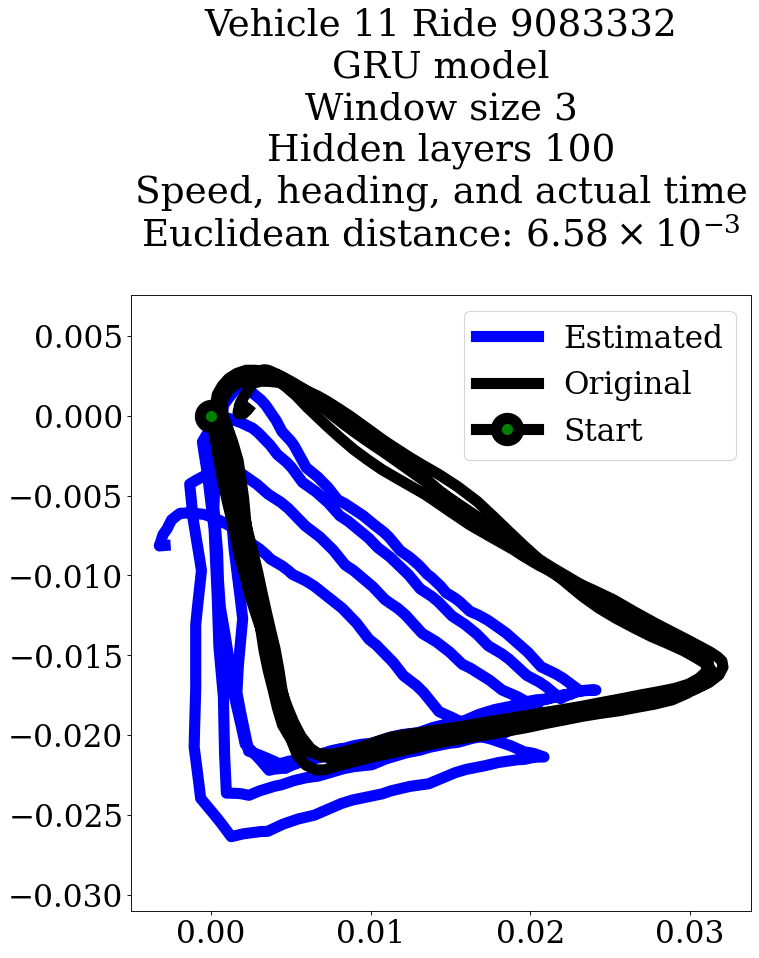 Vehicle 11 Ride 9083332
GRU model
Window size 3
Hidden layers 100
Speed, heading, and actual time
Euclidean distance: 6.58 × 10⁻³
Estimated
Original
Start
0.005
0.000
−0.005
−0.010
−0.015
−0.020
−0.025
−0.030
0.00 0.01 0.02 0.03